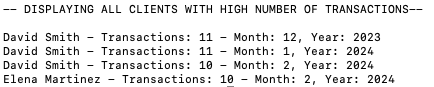 -- DISPLAYING ALL CLIENTS WITH HIGH NUMBER OF TRANSACTIONS--
David Smith - Transactions: 11 - Month: 12, Year: 2023
David Smith - Transactions: 11 - Month: 1, Year: 2024
David Smith - Transactions: 10 - Month: 2, Year: 2024
Elena Martinez - Transactions: 10 - Month: 2, Year: 2024